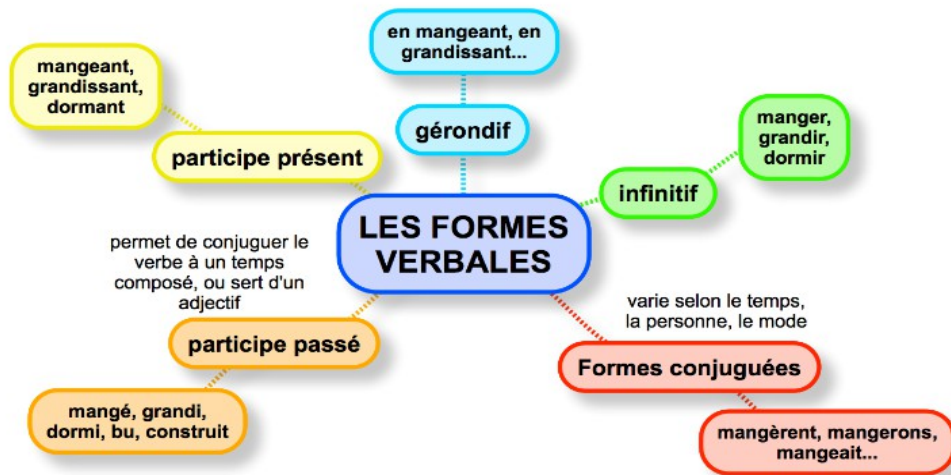 en mangeant, en
grandissant...
gérondif
mangeant,
grandissant,
dormant
participe présent
manger,
grandir,
dormir
infinitif
LES FORMES
VERBALES
permet de conjuguer le
verbe à un temps
composé, ou sert d'un
adjectif
participe passé
mangé, grandi,
dormi, bu, construit
varie selon le temps,
la personne, le mode
Formes conjuguées
mangèrent, mangerons,
mangeait...